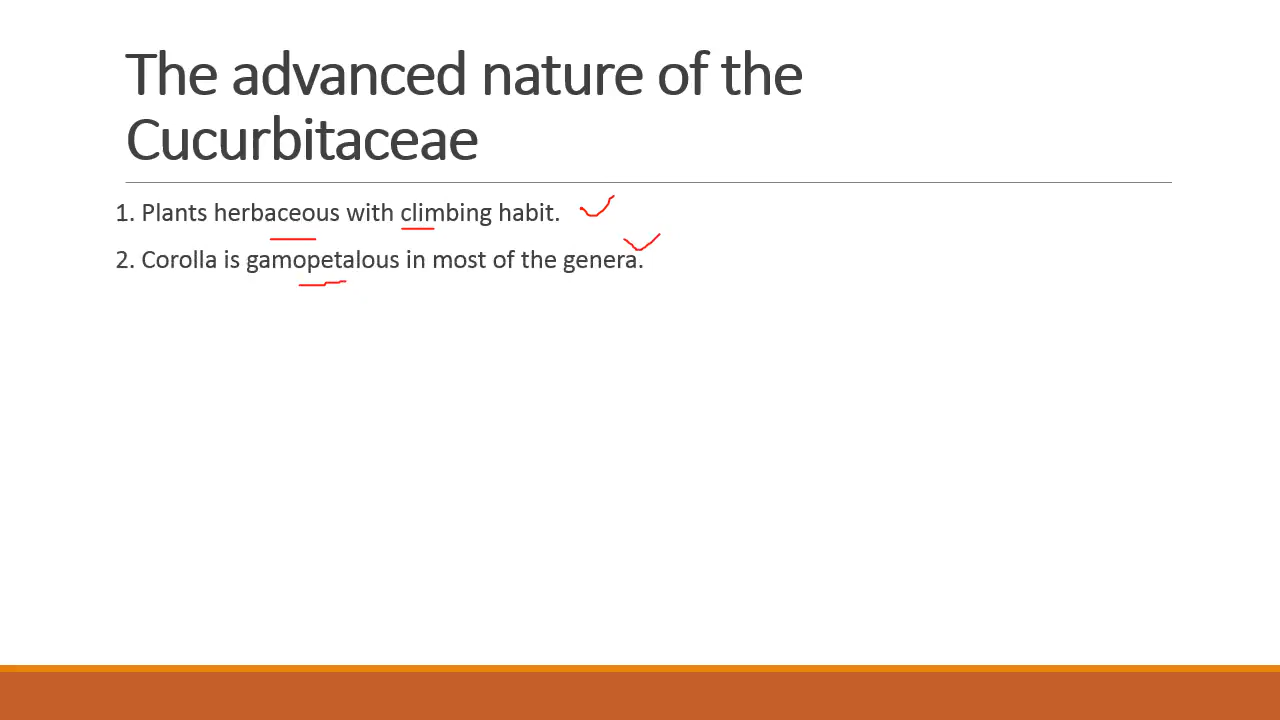 The advanced nature of the
Cucurbitaceae
1. Plants herbaceous with climbing habit.
2. Corolla is gamopetalous in most of the genera.